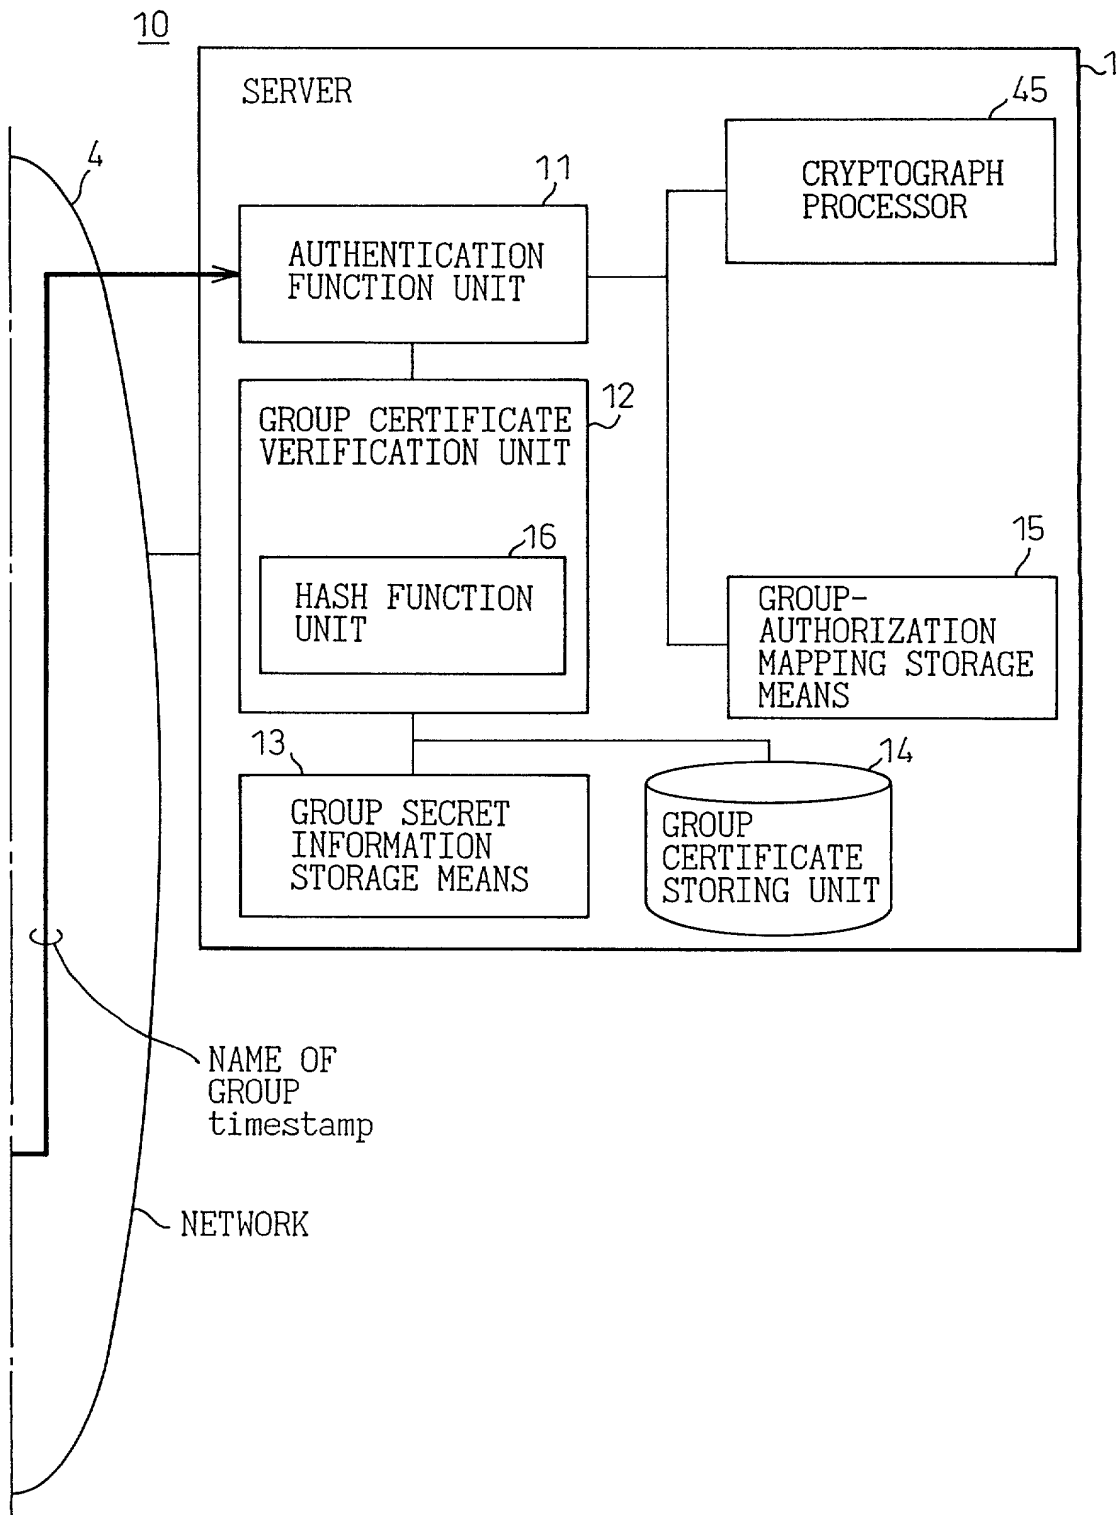 10
1
SERVER
45
CRYPTOGRAPH
PROCESSOR
4
11
AUTHENTICATION
FUNCTION UNIT
12
GROUP CERTIFICATE
VERIFICATION UNIT
16
HASH FUNCTION
UNIT
15
GROUP-
AUTHORIZATION
MAPPING STORAGE
MEANS
13
GROUP SECRET
INFORMATION
STORAGE MEANS
14
GROUP
CERTIFICATE
STORING UNIT
NAME OF
GROUP
timestamp
NETWORK